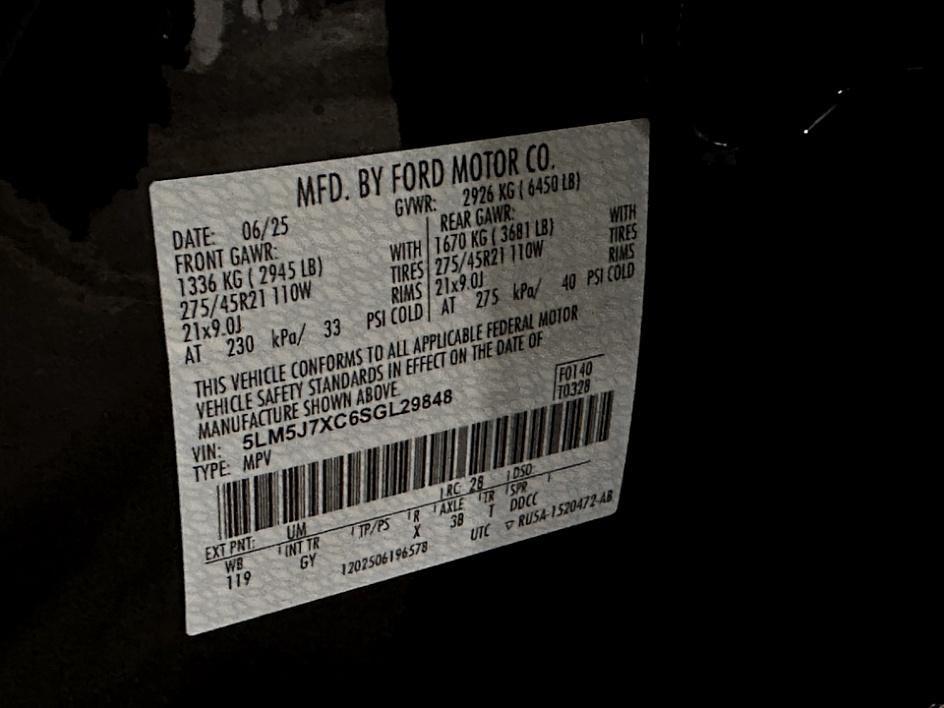 MFD. BY FORD MOTOR CO.
DATE: 06/25 GVWR: 2926 KG ( 6450 LB)
FRONT GAWR: REAR GAWR:
1336 KG ( 2945 LB) WITH 1670 KG ( 3681 LB) WITH
275/45R21 110W TIRES 275/45R21 110W TIRES
21x9.0J RIMS 21x9.0J RIMS
AT 230 kPa/ 33 PSI COLD AT 275 kPa/ 40 PSI COLD
THIS VEHICLE CONFORMS TO ALL APPLICABLE FEDERAL MOTOR
VEHICLE SAFETY STANDARDS IN EFFECT ON THE DATE OF
MANUFACTURE SHOWN ABOVE
F0140
T0328
VIN: 5LM5J7XC6SGL29848
TYPE: MPV
EXT PNT: UM RC: 28 DSO:
WB INT TR TP/PS R AXLE TR SPR
119 GY X 3B T DDCC
1202506196578 UTC ▽ RU5A-1520472-AB